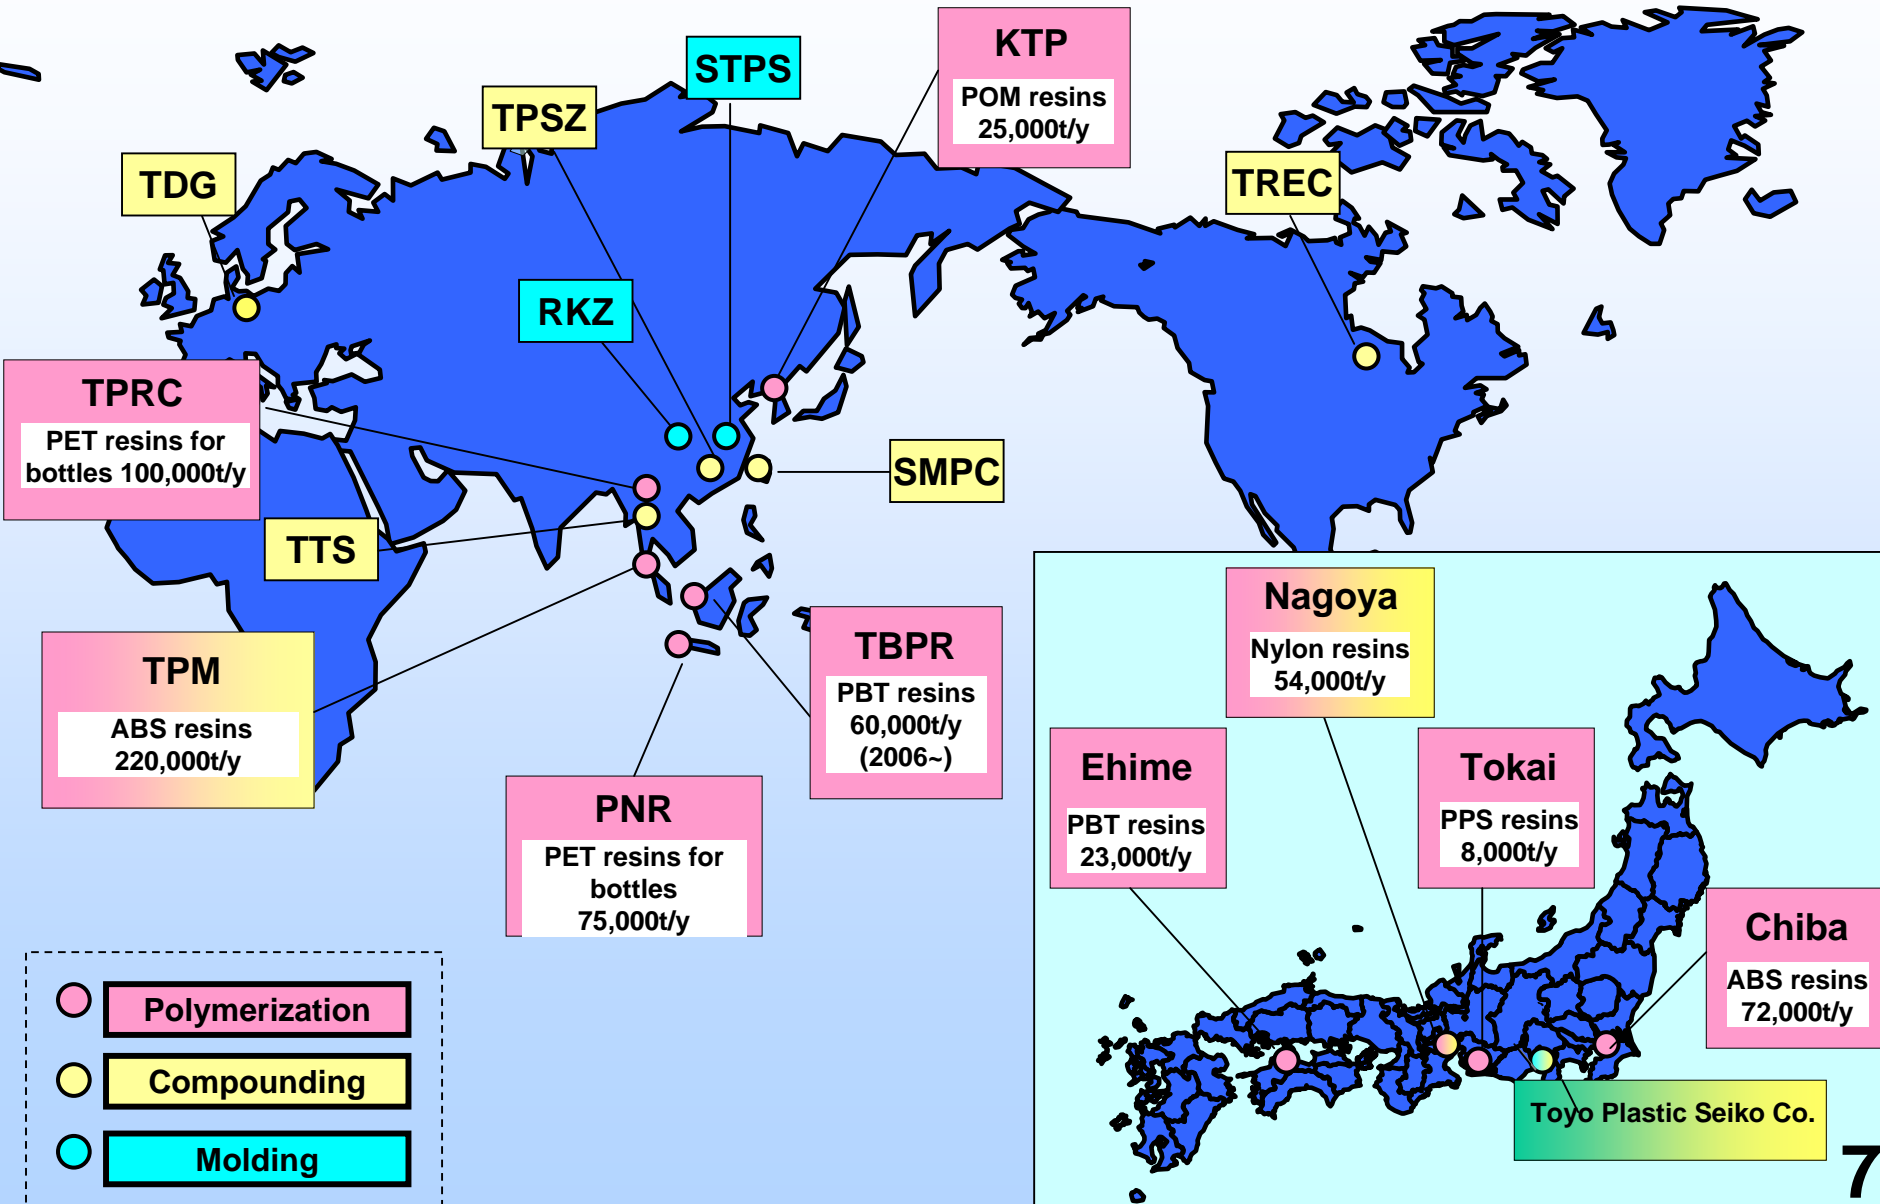 KTP
POM resins
25,000t/y
STPS
TPSZ
TDG
TREC
RKZ
TPRC
PET resins for
bottles 100,000t/y
SMPC
TTS
TPM
ABS resins
220,000t/y
TBPR
PBT resins
60,000t/y
(2006~)
PNR
PET resins for
bottles
75,000t/y
Nagoya
Nylon resins
54,000t/y
Ehime
PBT resins
23,000t/y
Tokai
PPS resins
8,000t/y
Chiba
ABS resins
72,000t/y
Toyo Plastic Seiko Co.
Polymerization
Compounding
Molding
7